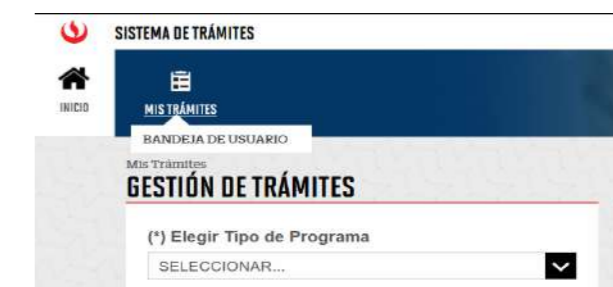 SISTEMA DE TRÁMITES
INICIO
MIS TRÁMITES
BANDEJA DE USUARIO
Mis Trámites
GESTIÓN DE TRÁMITES
(*) Elegir Tipo de Programa
SELECCIONAR...